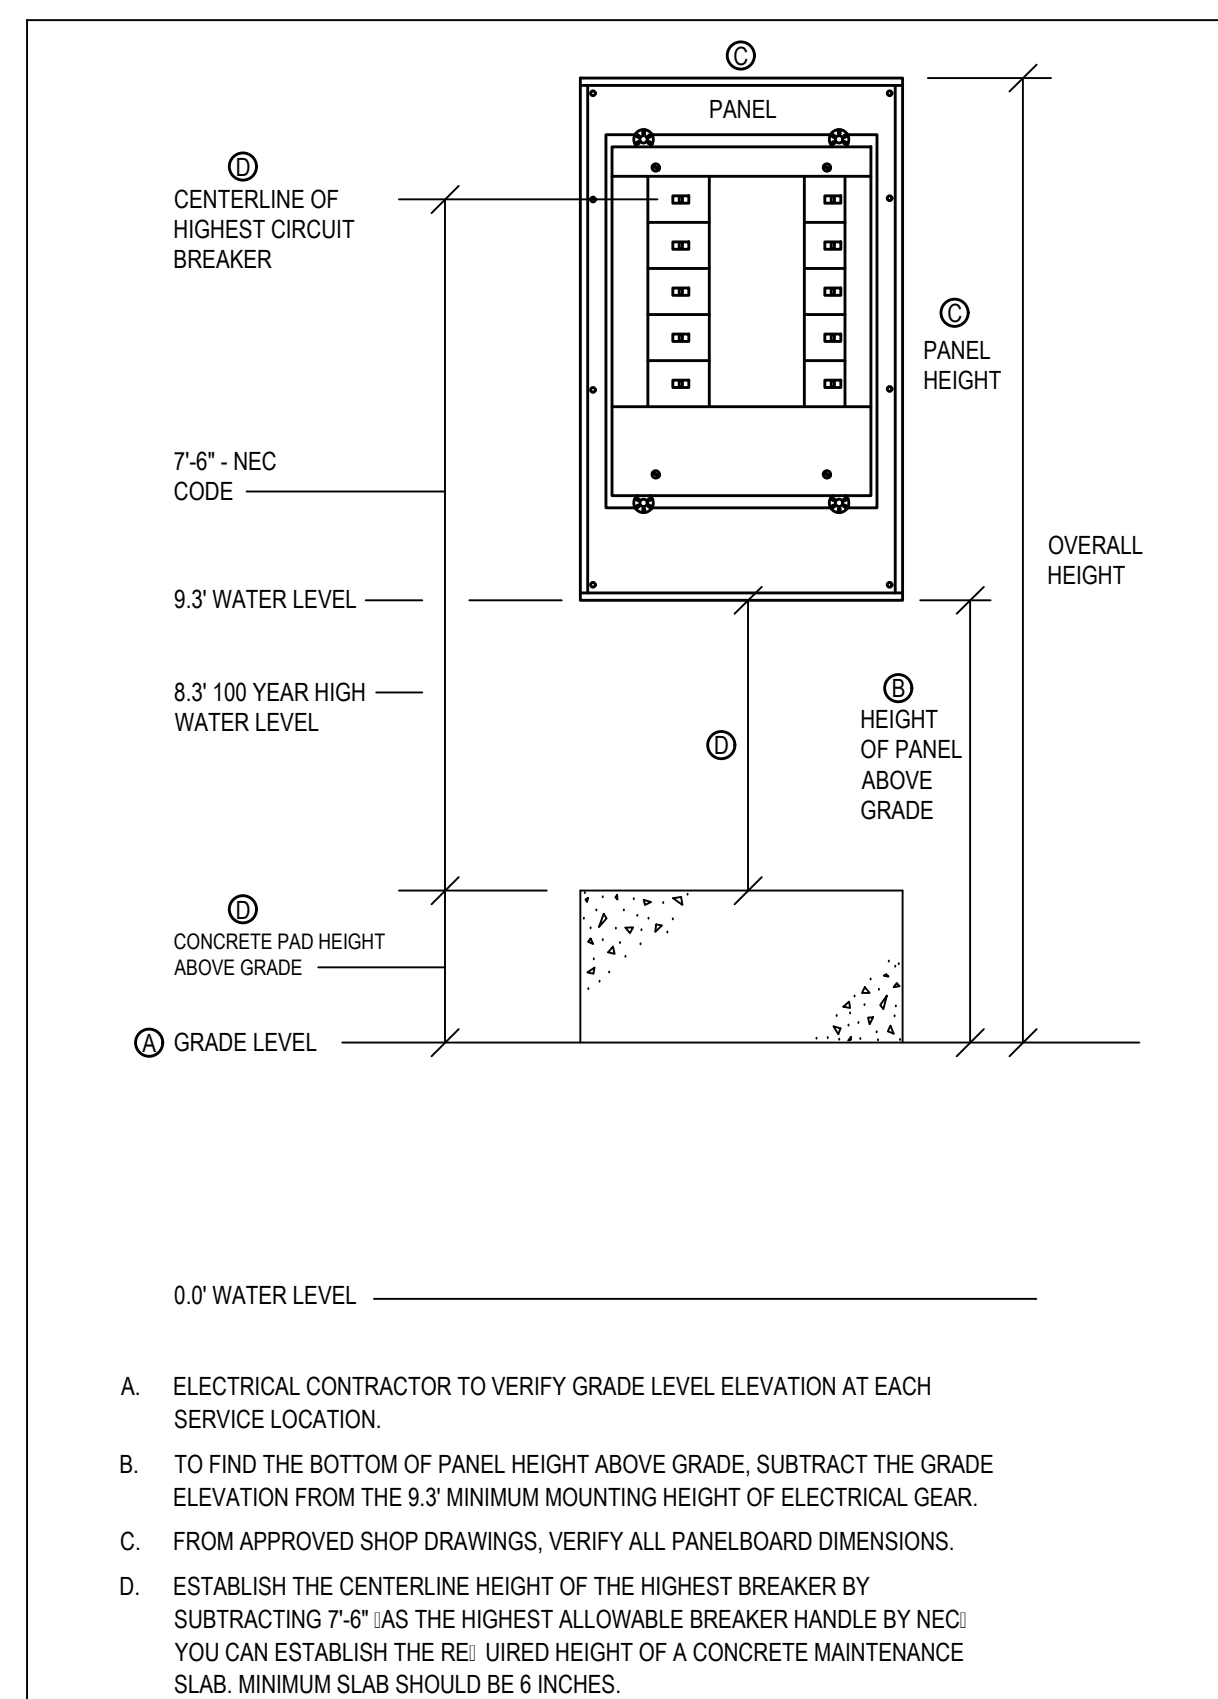 Ⓒ
PANEL
Ⓓ
CENTERLINE OF
HIGHEST CIRCUIT
BREAKER
Ⓒ
PANEL
HEIGHT
7'-6" - NEC
CODE
OVERALL
HEIGHT
9.3' WATER LEVEL
8.3' 100 YEAR HIGH
WATER LEVEL
Ⓑ
HEIGHT
OF PANEL
ABOVE
GRADE
Ⓓ
Ⓓ
CONCRETE PAD HEIGHT
ABOVE GRADE
Ⓐ GRADE LEVEL
0.0' WATER LEVEL
A. ELECTRICAL CONTRACTOR TO VERIFY GRADE LEVEL ELEVATION AT EACH
SERVICE LOCATION.
B. TO FIND THE BOTTOM OF PANEL HEIGHT ABOVE GRADE, SUBTRACT THE GRADE
ELEVATION FROM THE 9.3' MINIMUM MOUNTING HEIGHT OF ELECTRICAL GEAR.
C. FROM APPROVED SHOP DRAWINGS, VERIFY ALL PANELBOARD DIMENSIONS.
D. ESTABLISH THE CENTERLINE HEIGHT OF THE HIGHEST BREAKER BY
SUBTRACTING 7'-6" ▯AS THE HIGHEST ALLOWABLE BREAKER HANDLE BY NEC▯
YOU CAN ESTABLISH THE RE▯ UIRED HEIGHT OF A CONCRETE MAINTENANCE
SLAB. MINIMUM SLAB SHOULD BE 6 INCHES.